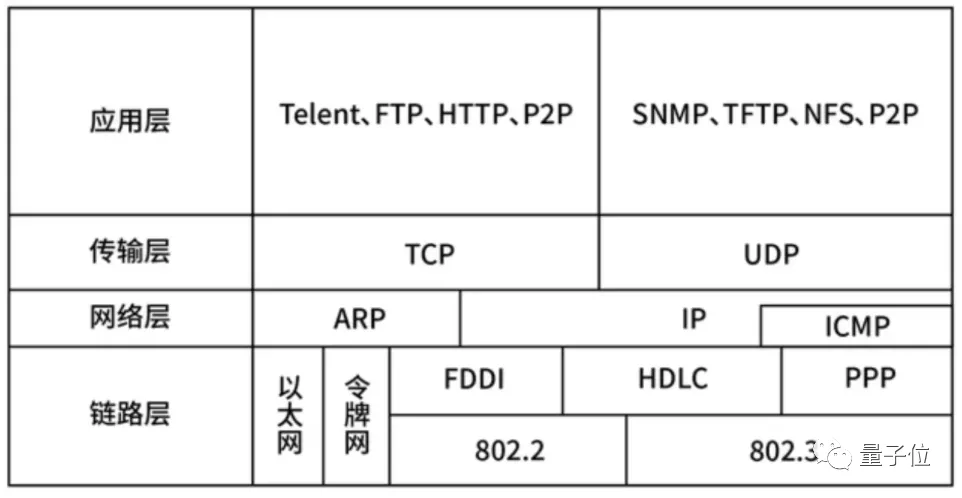 应用层
Telent、FTP、HTTP、P2P
SNMP、TFTP、NFS、P2P
传输层
TCP
UDP
网络层
ARP
IP
ICMP
链路层
以太网
令牌网
FDDI
HDLC
PPP
802.2
802.3
量子位